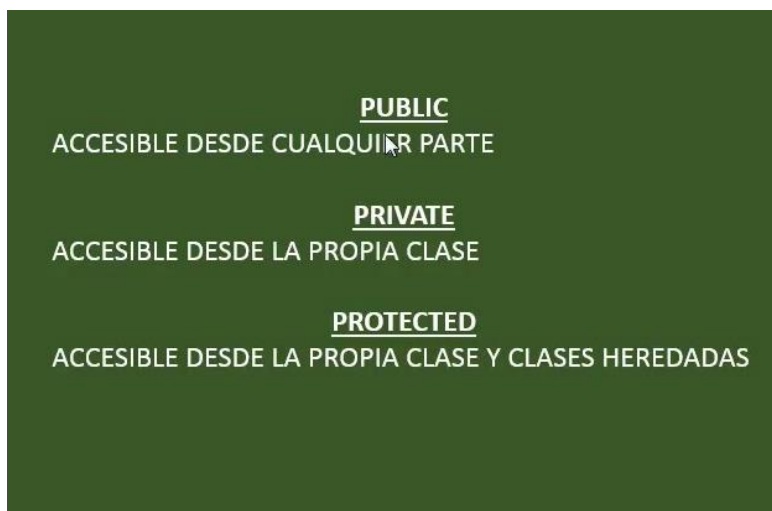 PUBLIC
ACCESIBLE DESDE CUALQUIER PARTE
PRIVATE
ACCESIBLE DESDE LA PROPIA CLASE
PROTECTED
ACCESIBLE DESDE LA PROPIA CLASE Y CLASES HEREDADAS